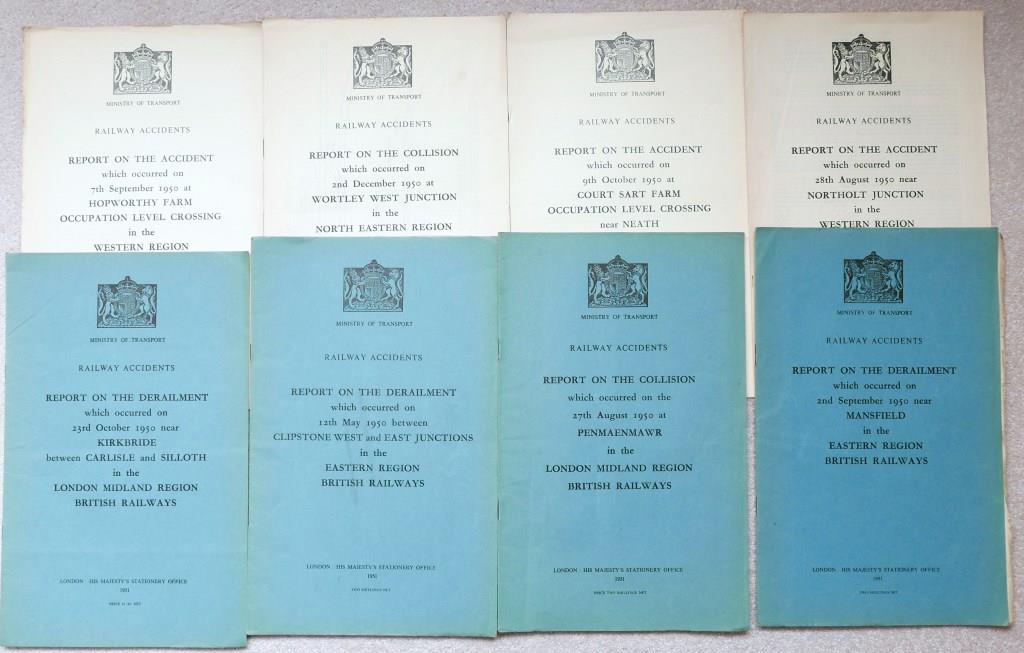 MINISTRY OF TRANSPORT
RAILWAY ACCIDENTS
REPORT ON THE ACCIDENT
which occurred on
7th September 1950 at
HOPWORTHY FARM
OCCUPATION LEVEL CROSSING
in the
WESTERN REGION
MINISTRY OF TRANSPORT
RAILWAY ACCIDENTS
REPORT ON THE COLLISION
which occurred on
2nd December 1950 at
WORTLEY WEST JUNCTION
in the
NORTH EASTERN REGION
MINISTRY OF TRANSPORT
RAILWAY ACCIDENTS
REPORT ON THE ACCIDENT
which occurred on
9th October 1950 at
COURT SART FARM
OCCUPATION LEVEL CROSSING
near NEATH
MINISTRY OF TRANSPORT
RAILWAY ACCIDENTS
REPORT ON THE ACCIDENT
which occurred on
28th August 1950 near
NORTHOLT JUNCTION
in the
WESTERN REGION
MINISTRY OF TRANSPORT
RAILWAY ACCIDENTS
REPORT ON THE DERAILMENT
which occurred on
23rd October 1950 near
KIRKBRIDE
between CARLISLE and SILLOTH
in the
LONDON MIDLAND REGION
BRITISH RAILWAYS
LONDON : HIS MAJESTY'S STATIONERY OFFICE
1951
MINISTRY OF TRANSPORT
RAILWAY ACCIDENTS
REPORT ON THE DERAILMENT
which occurred on
12th May 1950 between
CLIPSTONE WEST and EAST JUNCTIONS
in the
EASTERN REGION
BRITISH RAILWAYS
LONDON : HIS MAJESTY'S STATIONERY OFFICE
1951
TWO SHILLINGS NET
MINISTRY OF TRANSPORT
RAILWAY ACCIDENTS
REPORT ON THE COLLISION
which occurred on the
27th August 1950 at
PENMAENMAWR
in the
LONDON MIDLAND REGION
BRITISH RAILWAYS
LONDON : HIS MAJESTY'S STATIONERY OFFICE
1951
PRICE TWO SHILLINGS NET
MINISTRY OF TRANSPORT
RAILWAY ACCIDENTS
REPORT ON THE DERAILMENT
which occurred on
2nd September 1950 near
MANSFIELD
in the
EASTERN REGION
BRITISH RAILWAYS
LONDON : HIS MAJESTY'S STATIONERY OFFICE
1951
TWO SHILLINGS NET